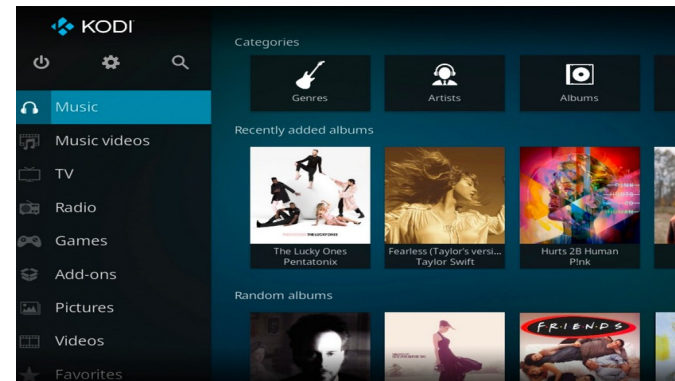 KODI
Music
Music videos
TV
Radio
Games
Add-ons
Pictures
Videos
Favorites
Categories
Genres
Artists
Albums
Recently added albums
The Lucky Ones
Pentatonix
Fearless (Taylor's versi...
Taylor Swift
Hurts 2B Human
P!nk
Random albums
F·R·I·E·N·D·S